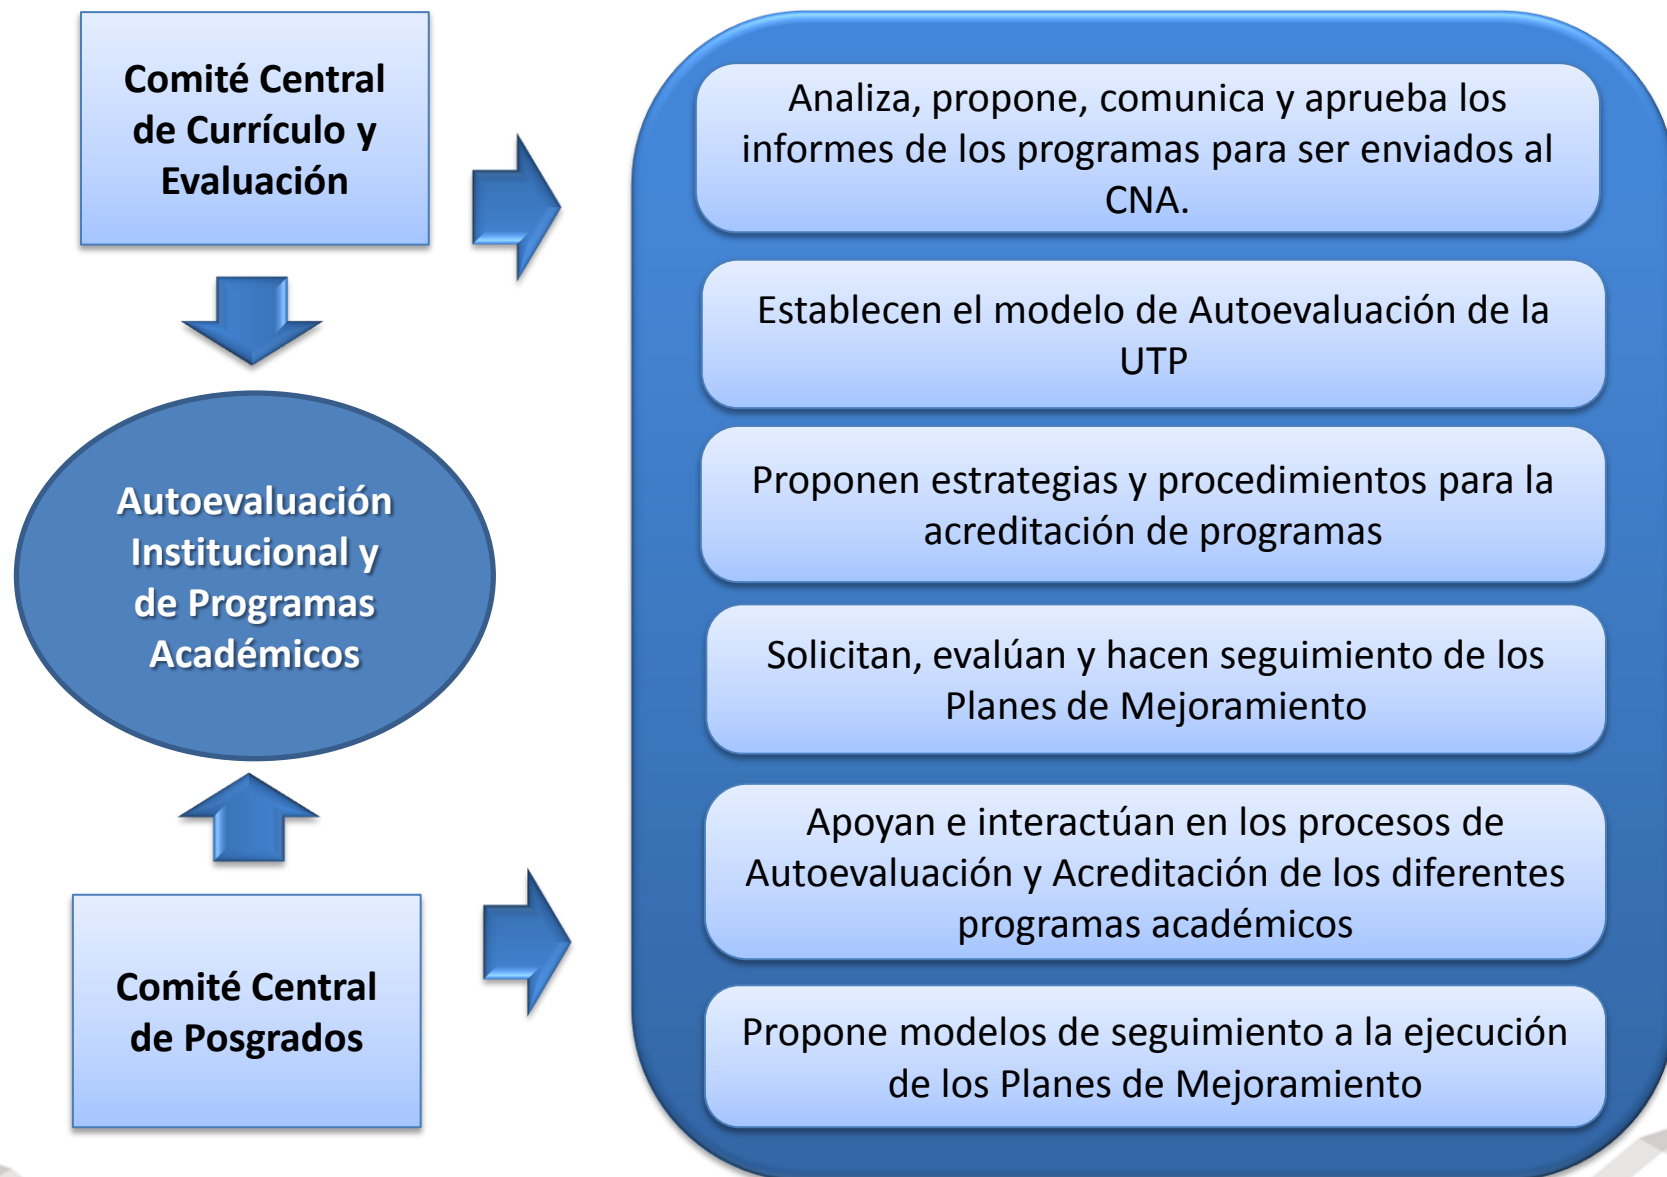 Comité Central
de Currículo y
Evaluación
Autoevaluación
Institucional y
de Programas
Académicos
Comité Central
de Posgrados
Analiza, propone, comunica y aprueba los
informes de los programas para ser enviados al
CNA.
Establecen el modelo de Autoevaluación de la
UTP
Proponen estrategias y procedimientos para la
acreditación de programas
Solicitan, evalúan y hacen seguimiento de los
Planes de Mejoramiento
Apoyan e interactúan en los procesos de
Autoevaluación y Acreditación de los diferentes
programas académicos
Propone modelos de seguimiento a la ejecución
de los Planes de Mejoramiento